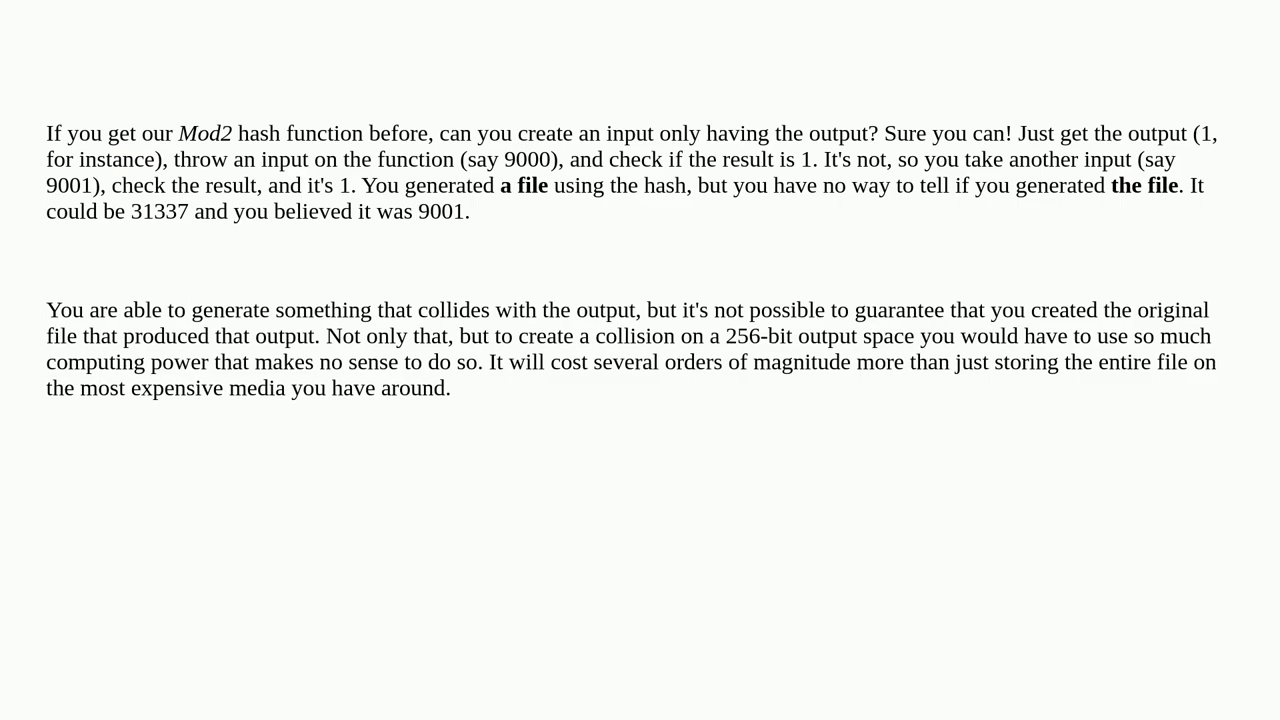 If you get our Mod2 hash function before, can you create an input only having the output? Sure you can! Just get the output (1,
for instance), throw an input on the function (say 9000), and check if the result is 1. It's not, so you take another input (say
9001), check the result, and it's 1. You generated a file using the hash, but you have no way to tell if you generated the file. It
could be 31337 and you believed it was 9001.
You are able to generate something that collides with the output, but it's not possible to guarantee that you created the original
file that produced that output. Not only that, but to create a collision on a 256-bit output space you would have to use so much
computing power that makes no sense to do so. It will cost several orders of magnitude more than just storing the entire file on
the most expensive media you have around.